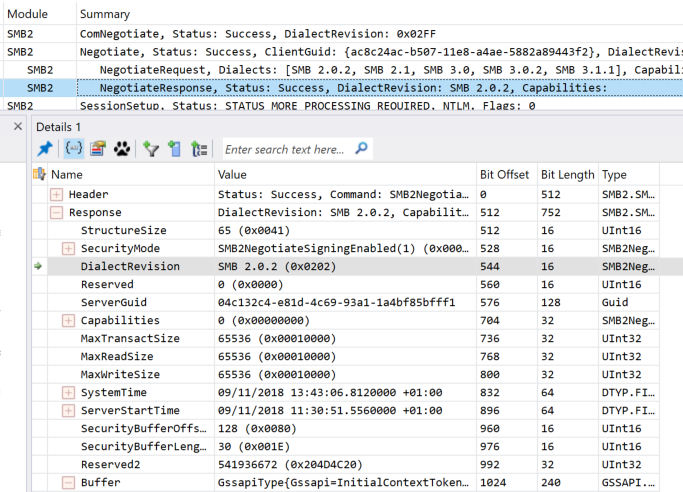 Module Summary
SMB2 ComNegotiate, Status: Success, DialectRevision: 0x02FF
SMB2 Negotiate, Status: Success, ClientGuid: {ac8c24ac-b507-11e8-a4ae-5882a89443f2}, DialectRevis
SMB2 NegotiateRequest, Dialects: [SMB 2.0.2, SMB 2.1, SMB 3.0, SMB 3.0.2, SMB 3.1.1], Capabil
SMB2 NegotiateResponse, Status: Success, DialectRevision: SMB 2.0.2, Capabilities:
SMB2 SessionSetup, Status: STATUS_MORE_PROCESSING_REQUIRED, NTLM, Flags: 0
Details 1
Enter search text here...
Name Value Bit Offset Bit Length Type
Header Status: Success, Command: SMB2Negotia... 0 512 SMB2.SM...
Response DialectRevision: SMB 2.0.2, Capabilit... 512 752 SMB2.SM...
StructureSize 65 (0x0041) 512 16 UInt16
SecurityMode SMB2NegotiateSigningEnabled(1) (0x000... 528 16 SMB2Neg...
DialectRevision SMB 2.0.2 (0x0202) 544 16 SMB2Neg...
Reserved 0 (0x0000) 560 16 UInt16
ServerGuid 04c132c4-e81d-4c69-93a1-1a4bf85bfff1 576 128 Guid
Capabilities 0 (0x00000000) 704 32 SMB2Neg...
MaxTransactSize 65536 (0x00010000) 736 32 UInt32
MaxReadSize 65536 (0x00010000) 768 32 UInt32
MaxWriteSize 65536 (0x00010000) 800 32 UInt32
SystemTime 09/11/2018 13:43:06.8120000 +01:00 832 64 DTYP.FI...
ServerStartTime 09/11/2018 11:30:51.5560000 +01:00 896 64 DTYP.FI...
SecurityBufferOffs... 128 (0x0080) 960 16 UInt16
SecurityBufferLeng... 30 (0x001E) 976 16 UInt16
Reserved2 541936672 (0x204D4C20) 992 32 UInt32
Buffer GssapiType{Gssapi=InitialContextToken... 1024 240 GSSAPI....